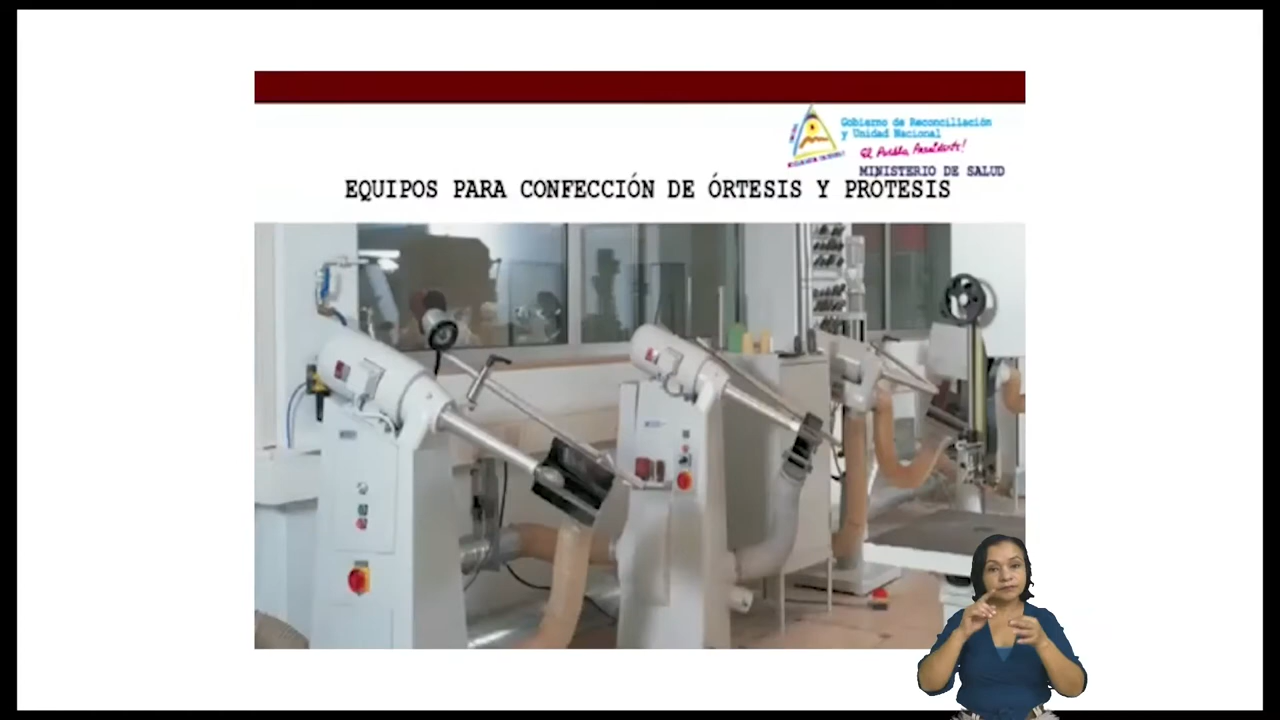 Gobierno de Reconciliación
y Unidad Nacional
El Pueblo Presidente!
MINISTERIO DE SALUD
EQUIPOS PARA CONFECCIÓN DE ÓRTESIS Y PROTESIS